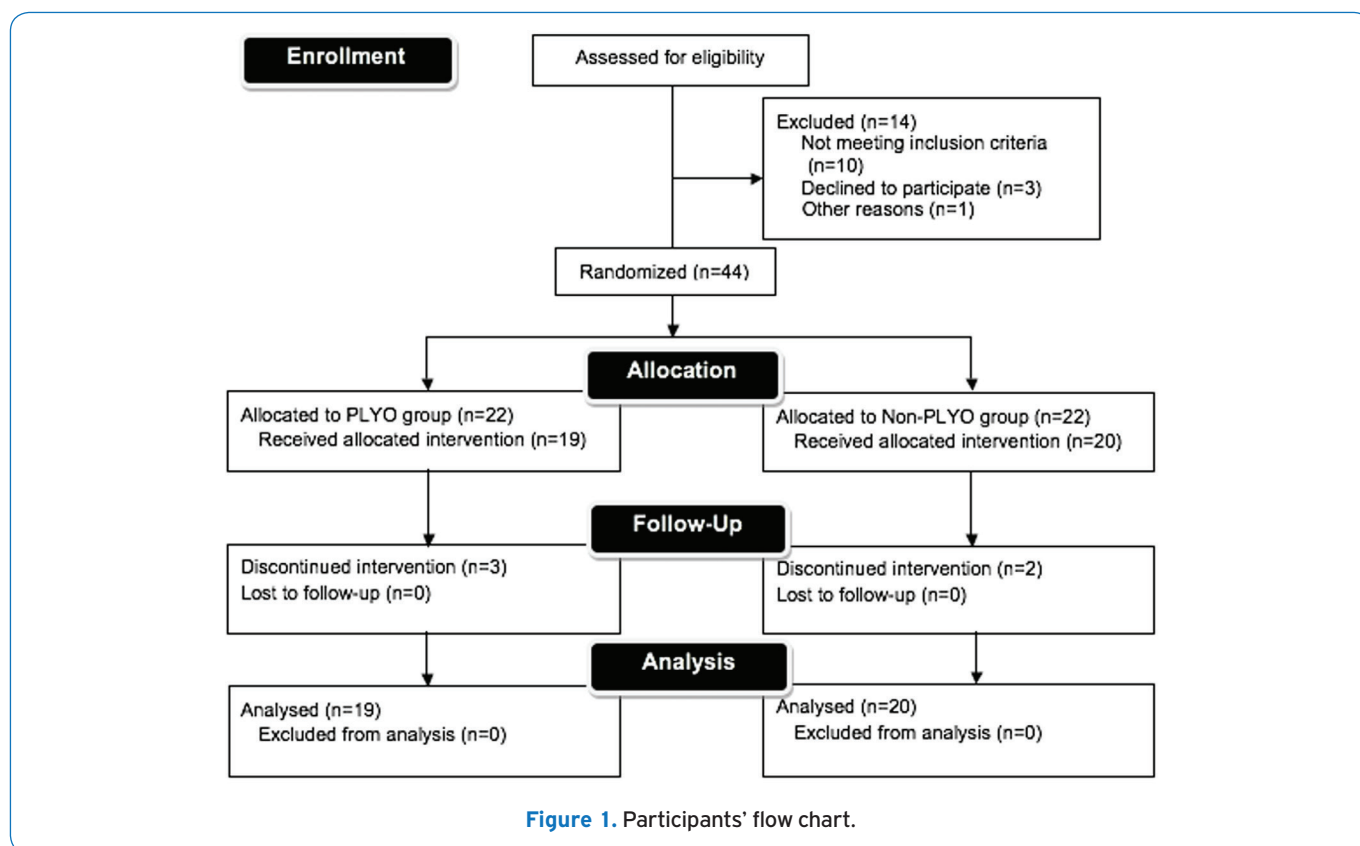 Enrollment
Assessed for eligibility
Excluded (n=14)
Not meeting inclusion criteria
(n=10)
Declined to participate (n=3)
Other reasons (n=1)
Randomized (n=44)
Allocation
Allocated to PLYO group (n=22)
Received allocated intervention (n=19)
Allocated to Non-PLYO group (n=22)
Received allocated intervention (n=20)
Follow-Up
Discontinued intervention (n=3)
Lost to follow-up (n=0)
Discontinued intervention (n=2)
Lost to follow-up (n=0)
Analysis
Analysed (n=19)
Excluded from analysis (n=0)
Analysed (n=20)
Excluded from analysis (n=0)
Figure 1. Participants' flow chart.